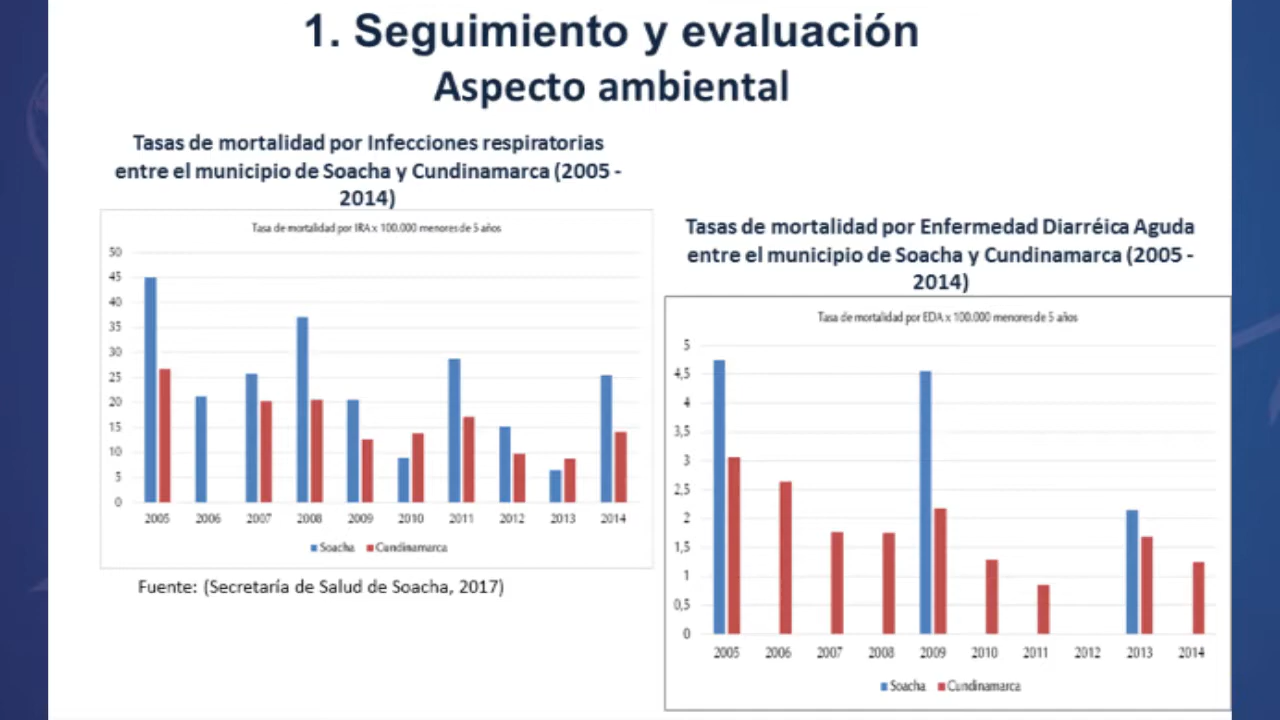 1. Seguimiento y evaluación
Aspecto ambiental
Tasas de mortalidad por Infecciones respiratorias
entre el municipio de Soacha y Cundinamarca (2005 -
2014)
Tasa de mortalidad por IRA x 100.000 menores de 5 años
50
45
40
35
30
25
20
15
10
5
0
2005 2006 2007 2008 2009 2010 2011 2012 2013 2014
Soacha Cundinamarca
Fuente: (Secretaría de Salud de Soacha, 2017)
Tasas de mortalidad por Enfermedad Diarréica Aguda
entre el municipio de Soacha y Cundinamarca (2005 -
2014)
Tasa de mortalidad por EDA x 100.000 menores de 5 años
5
4,5
4
3,5
3
2,5
2
1,5
1
0,5
0
2005 2006 2007 2008 2009 2010 2011 2012 2013 2014
Soacha Cundinamarca